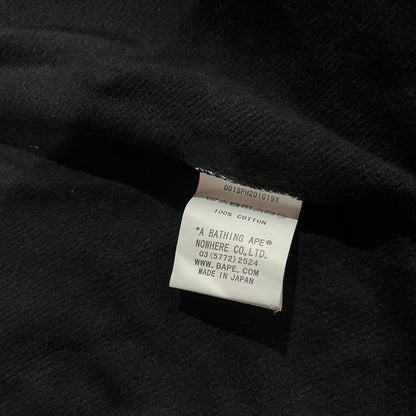 001SPH201019X
100% COTTON
"A BATHING APE®
NOWHERE CO.,LTD.
03(5772)2524
WWW.BAPE.COM
MADE IN JAPAN